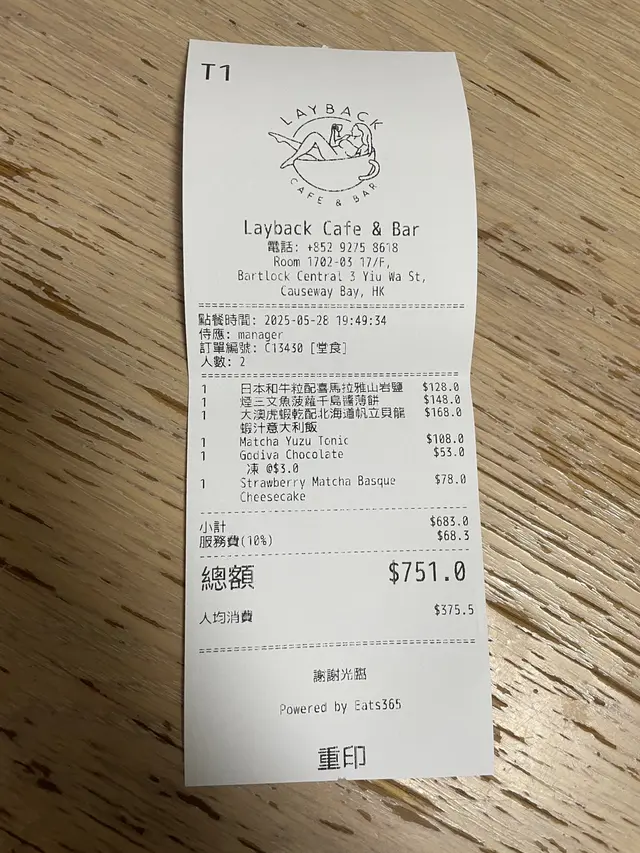 T1
LAYBACK
CAFE & BAR
Layback Cafe & Bar
電話: +852 9275 8618
Room 1702-03 17/F,
Bartlock Central 3 Yiu Wa St,
Causeway Bay, HK
點餐時間: 2025-05-28 19:49:34
侍應: manager
訂單編號: C13430 [堂食]
人數: 2
1 日本和牛粒配喜馬拉雅山岩鹽 $128.0
1 煙三文魚菠蘿千島醬薄餅 $148.0
1 大澳虎蝦乾配北海道帆立貝龍 $168.0
蝦汁意大利飯
1 Matcha Yuzu Tonic $108.0
1 Godiva Chocolate $53.0
凍 @$3.0
1 Strawberry Matcha Basque $78.0
Cheesecake
小計 $683.0
服務費(10%) $68.3
總額 $751.0
人均消費 $375.5
謝謝光臨
Powered by Eats365
重印